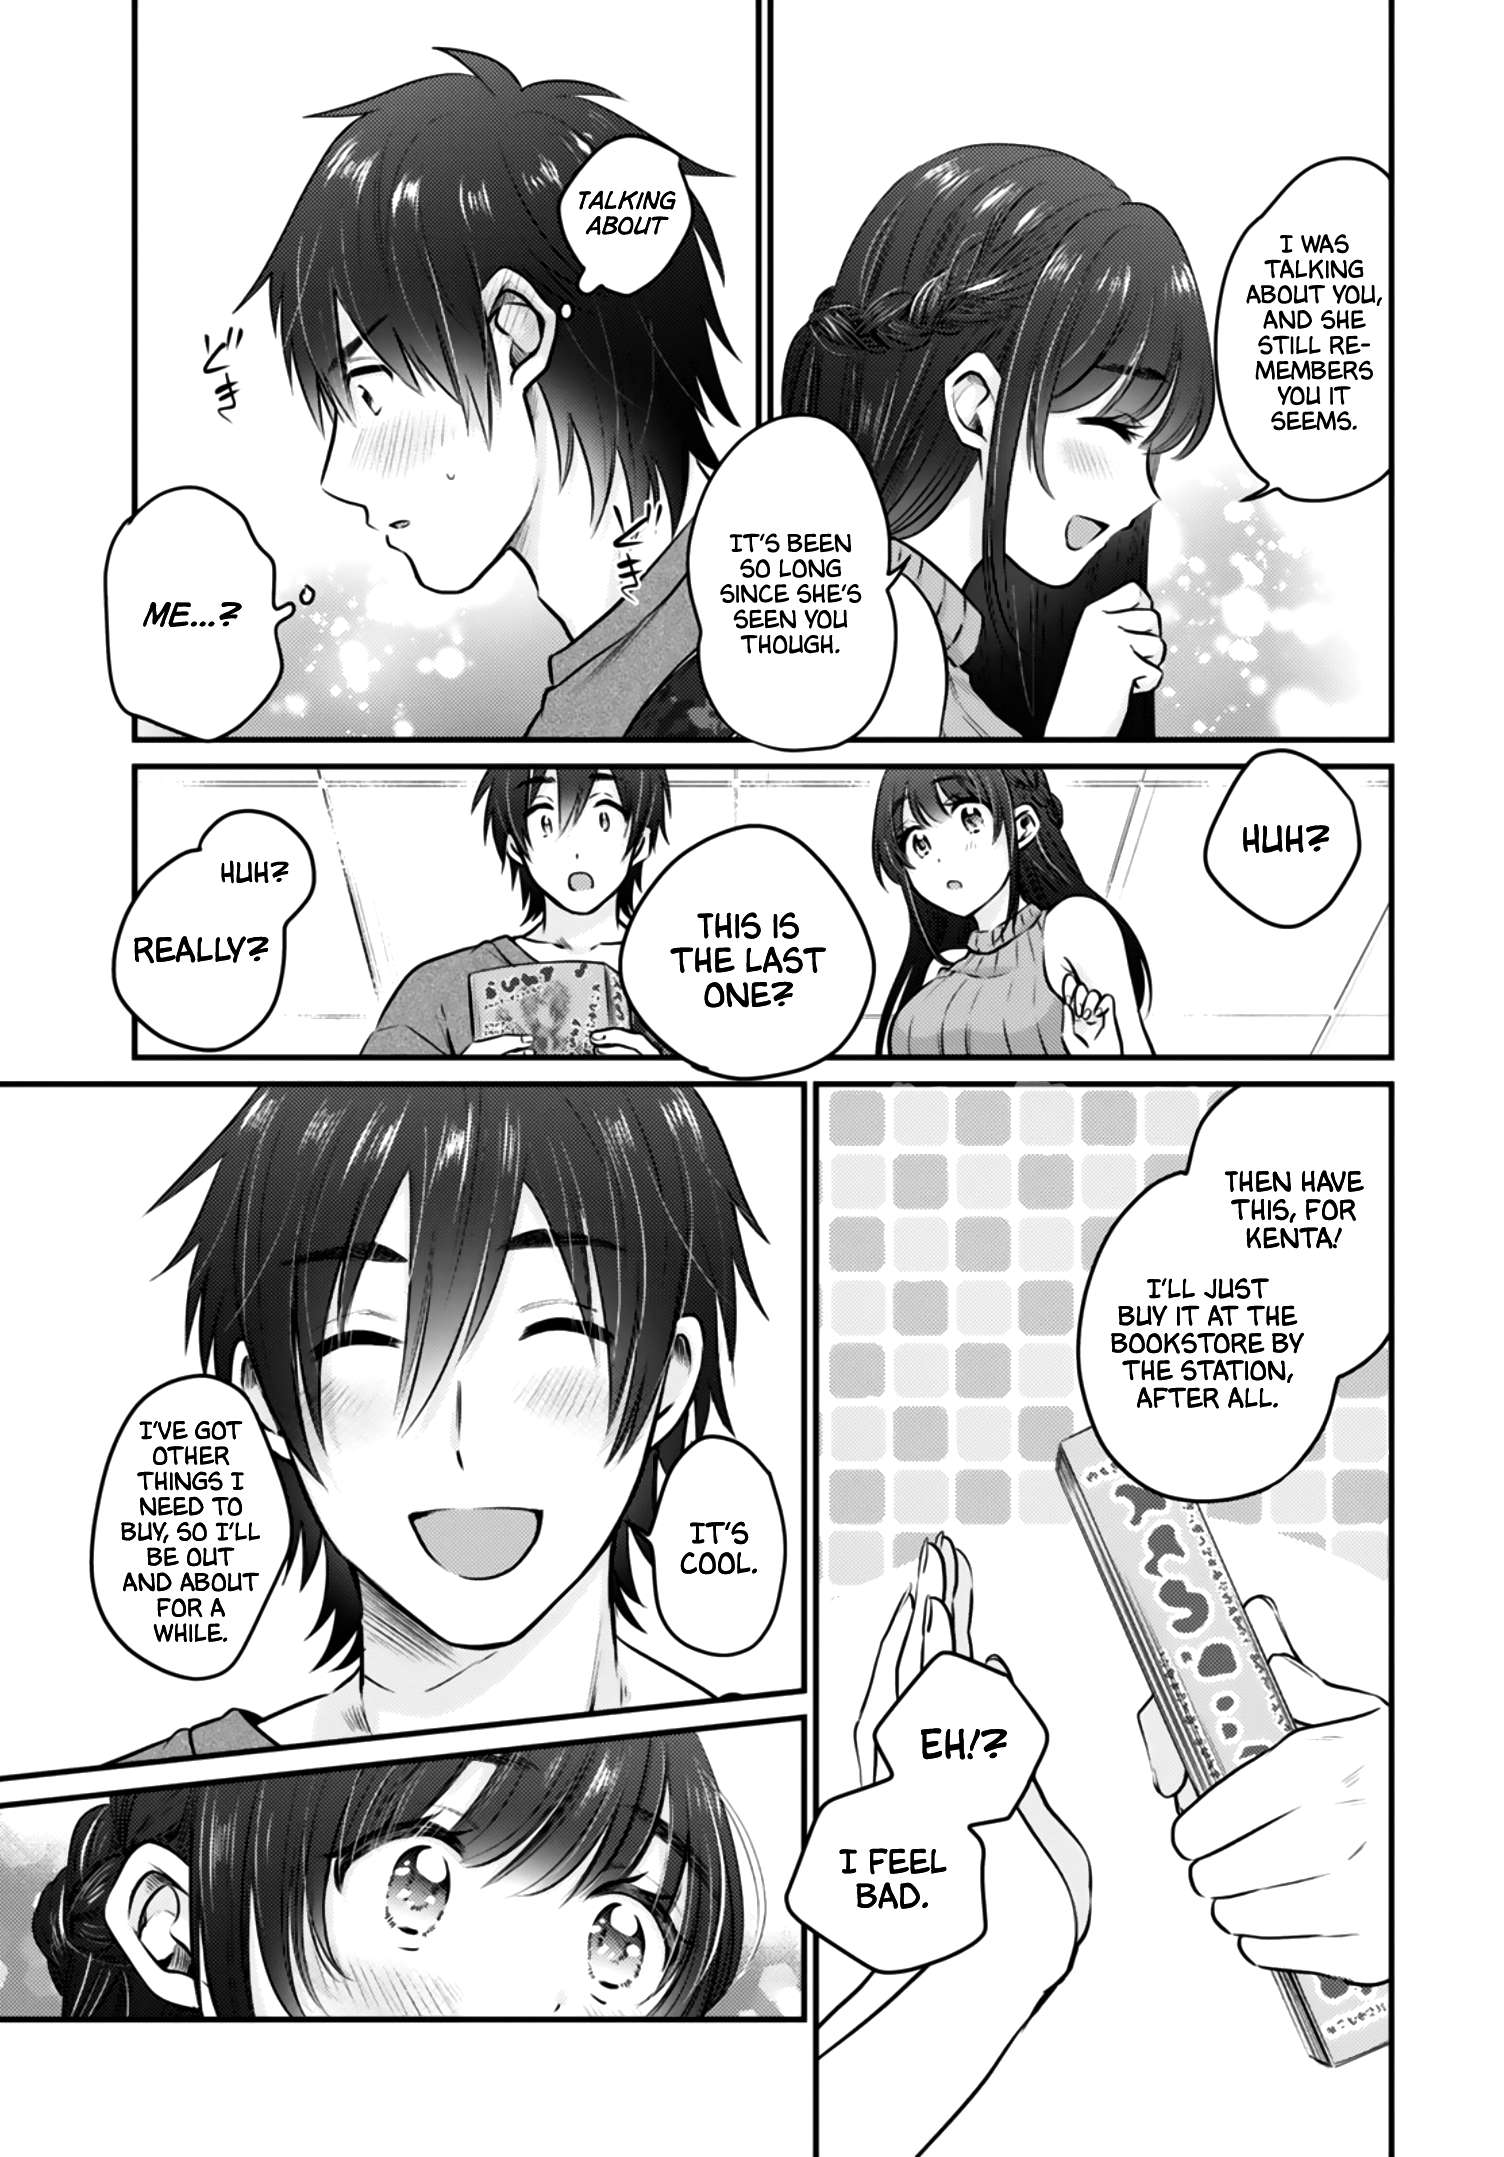 I WAS
TALKING
ABOUT YOU,
AND SHE
STILL RE-
MEMBERS
YOU IT
SEEMS.
IT'S BEEN
SO LONG
SINCE SHE'S
SEEN YOU
THOUGH.
TALKING
ABOUT
どき
どき
ME...?
HUH?
THIS IS
THE LAST
ONE?
HUH?
REALLY?
THEN HAVE
THIS, FOR
KENTA!
I'LL JUST
BUY IT AT THE
BOOKSTORE BY
THE STATION,
AFTER ALL.
EH!?
I FEEL
BAD.
IT'S
COOL.
I'VE GOT
OTHER
THINGS I
NEED TO
BUY, SO I'LL
BE OUT
AND ABOUT
FOR A
WHILE.